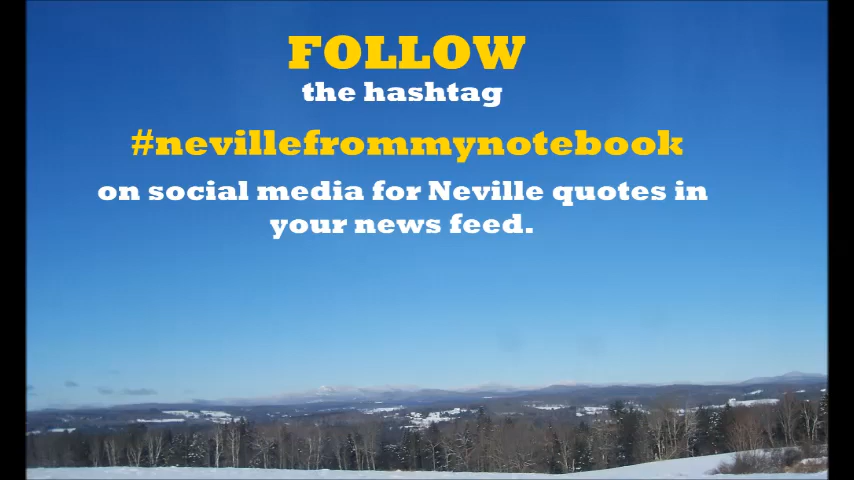 FOLLOW
the hashtag
#nevillefrommynotebook
on social media for Neville quotes in
your news feed.